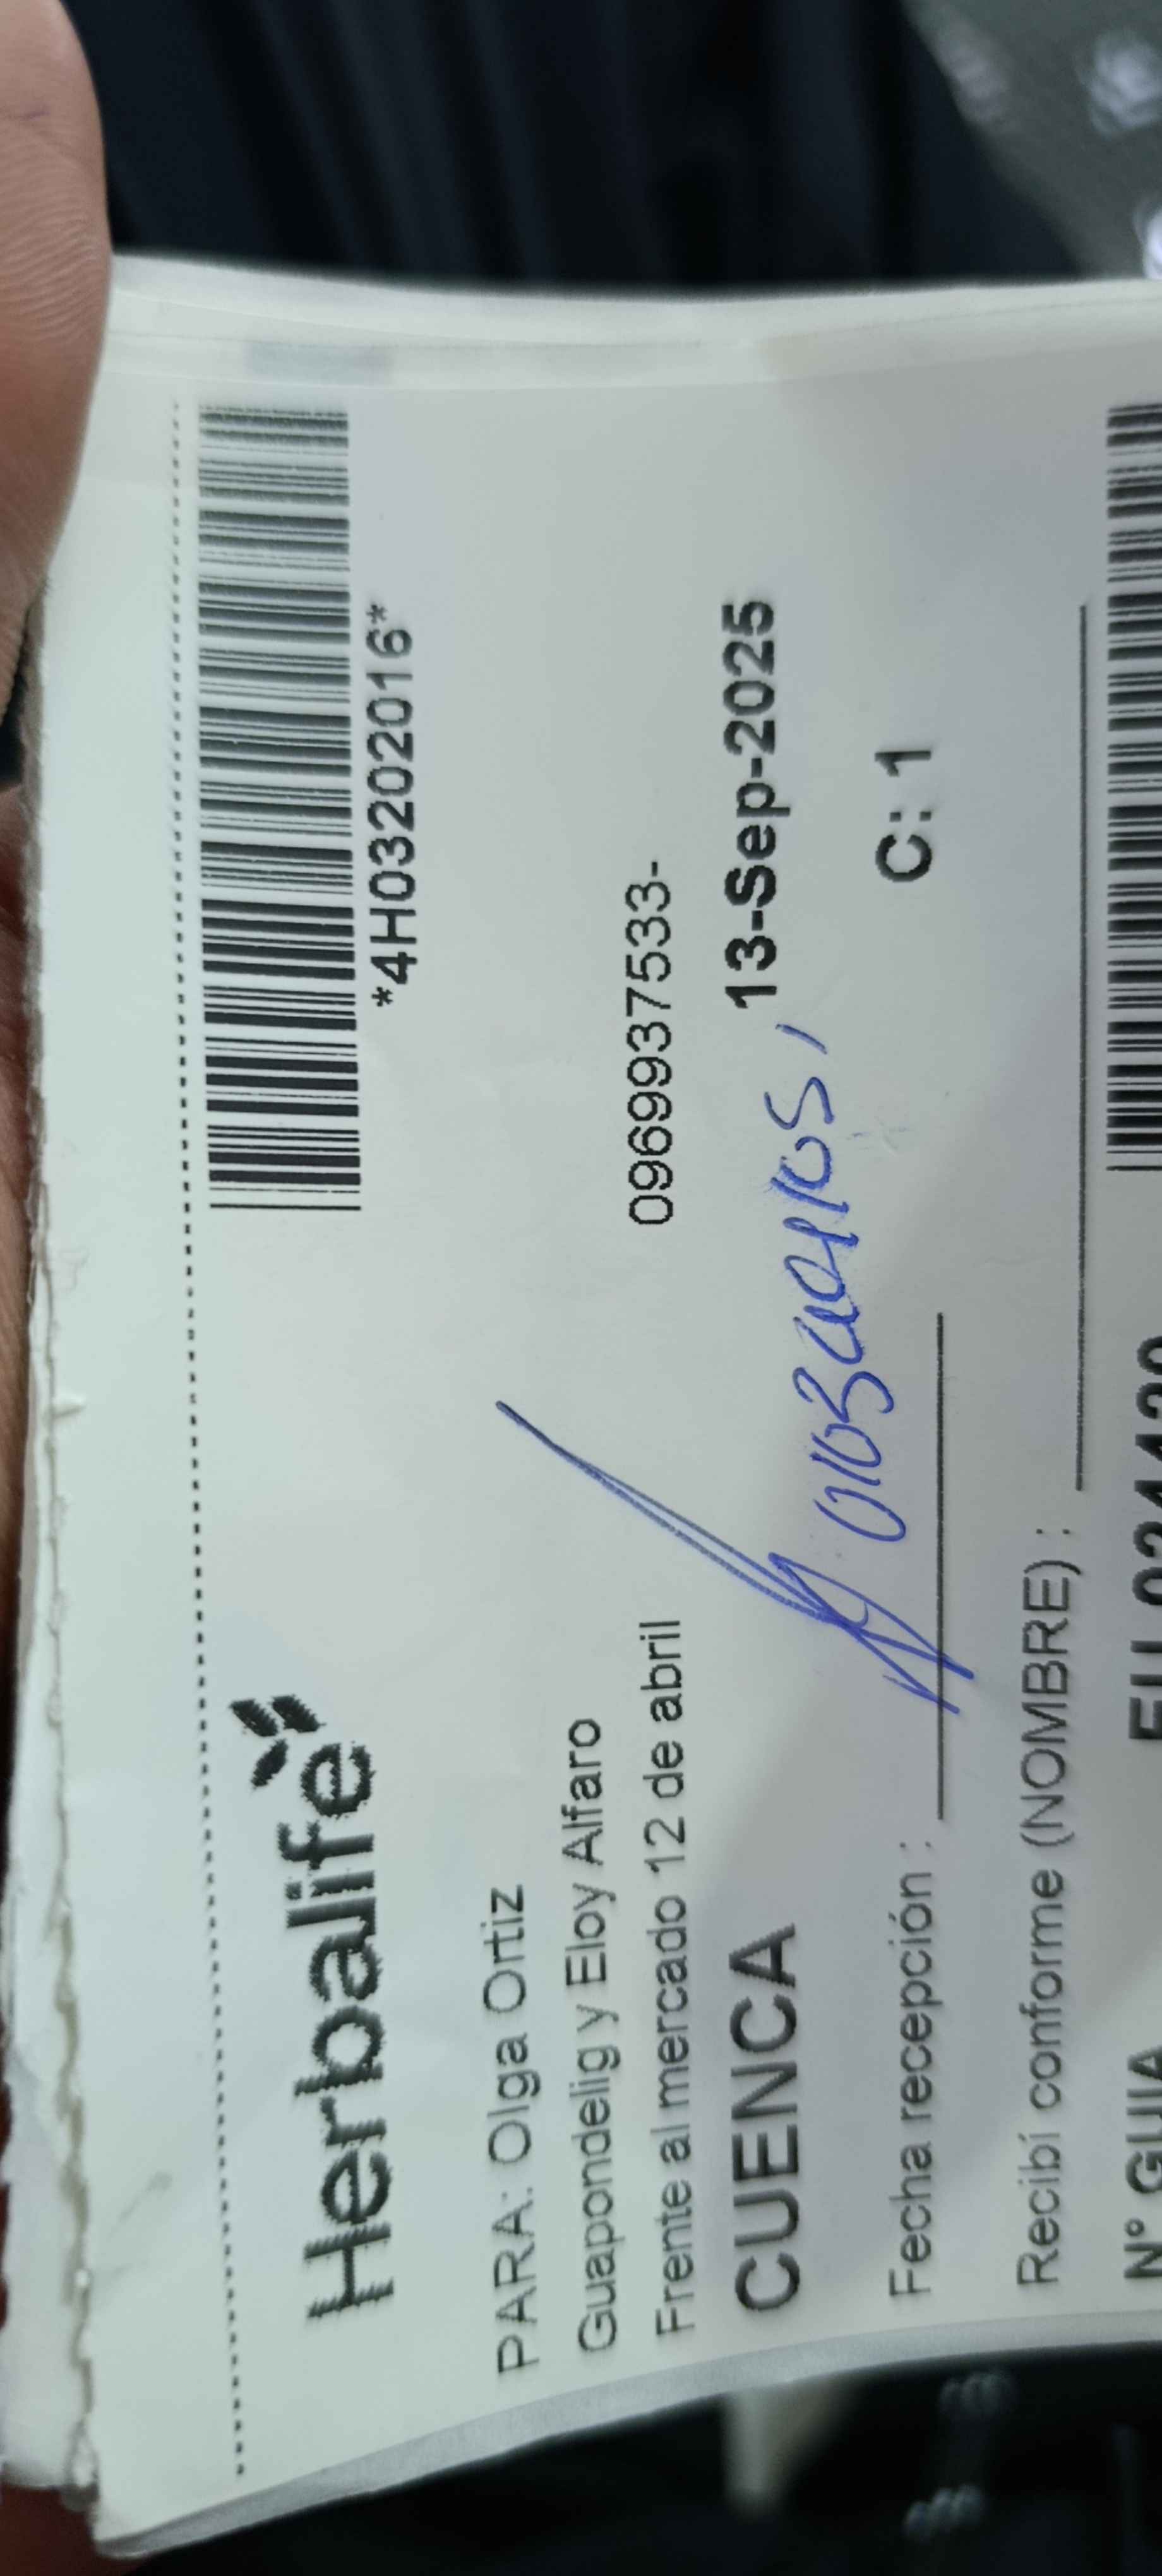 *4H03202016*
Herbalife
PARA: Olga Ortiz
Guapondelig y Eloy Alfaro
0969937533-
Frente al mercado 12 de abril
CUENCA
13-Sep-2025
Fecha recepción :
C: 1
Recibí conforme (NOMBRE) :
N° GUIA